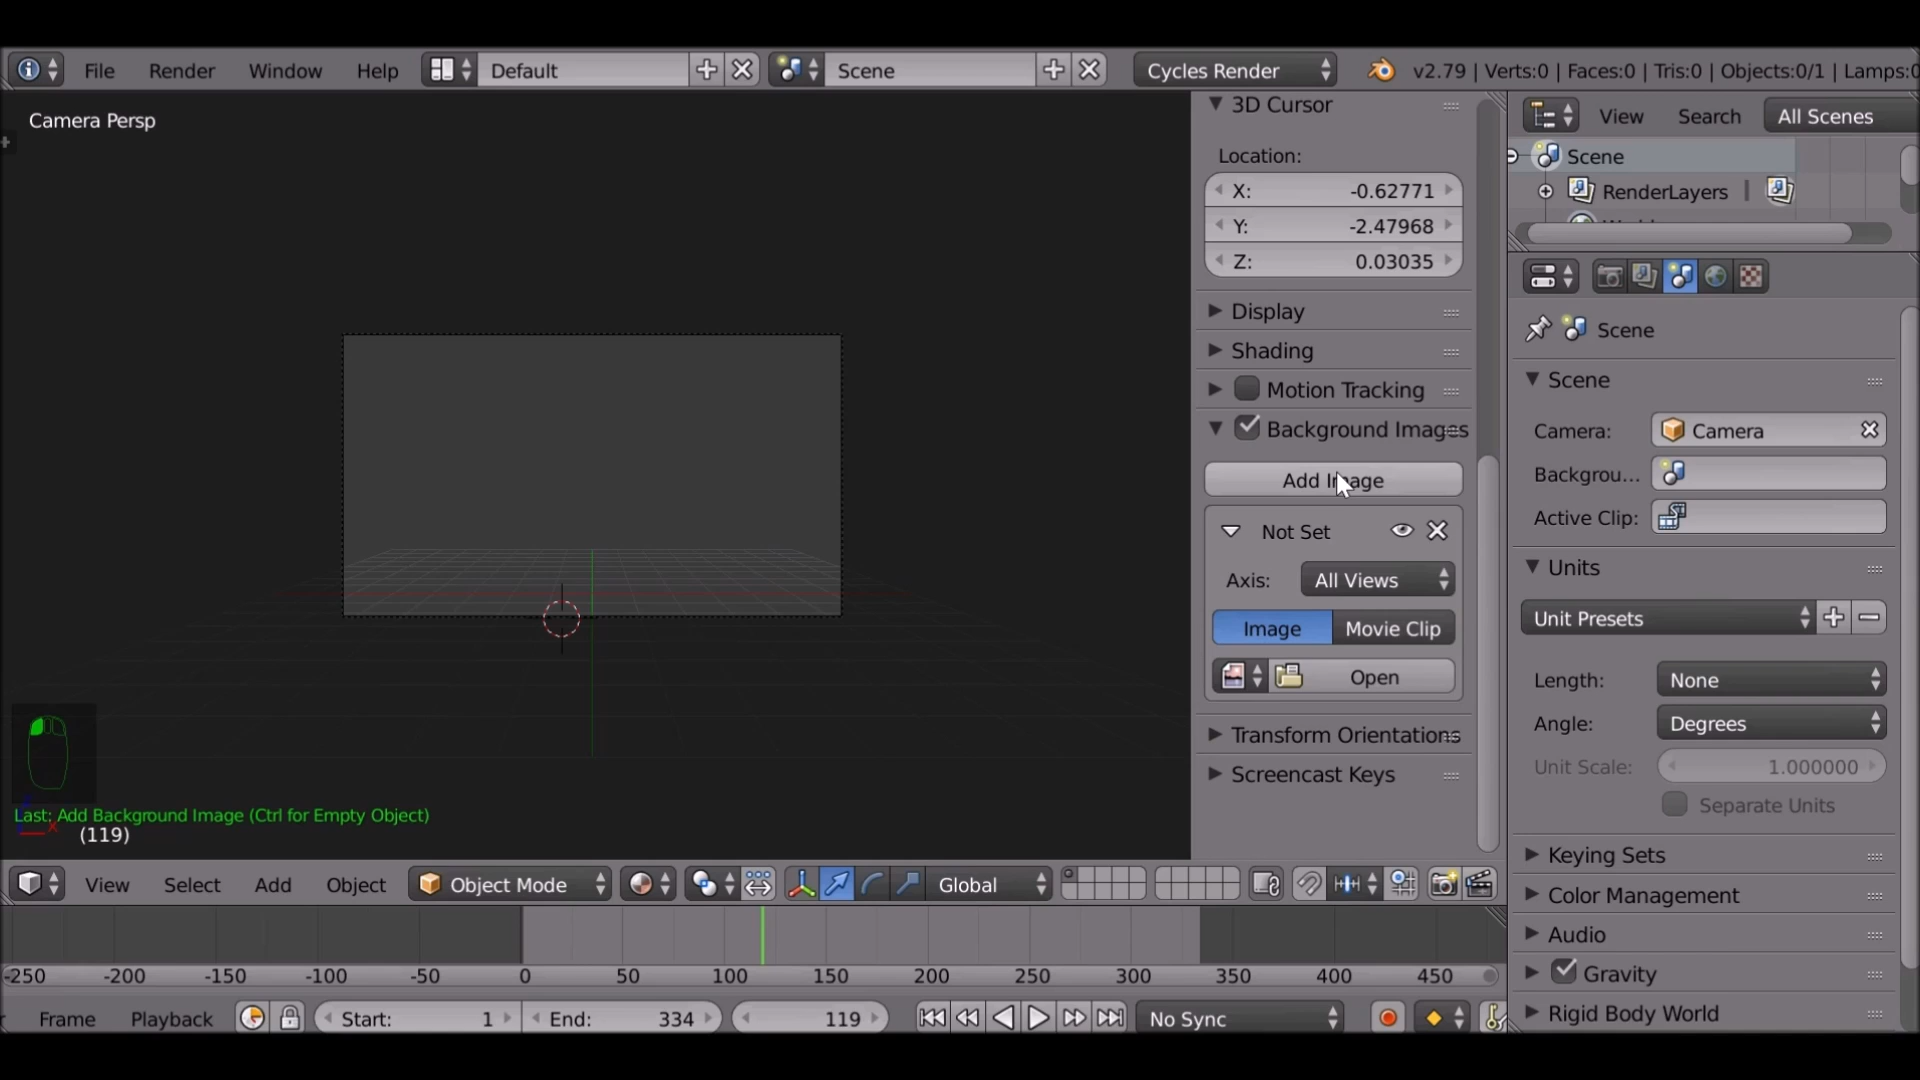 File Render Window Help Default Scene Cycles Render v2.79 | Verts:0 | Faces:0 | Tris:0 | Objects:0/1 | Lamps:0
Camera Persp
3D Cursor
Location:
X: -0.62771
Y: -2.47968
Z: 0.03035
Display
Shading
Motion Tracking
Background Images
Add Image
Not Set
Axis: All Views
Image Movie Clip
Open
Transform Orientations
Screencast Keys
View Search All Scenes
Scene
RenderLayers
Scene
Scene
Camera: Camera
Backgrou...
Active Clip:
Units
Unit Presets
Length: None
Angle: Degrees
Unit Scale: 1.000000
Separate Units
Keying Sets
Color Management
Audio
Gravity
Rigid Body World
Last: Add Background Image (Ctrl for Empty Object)
(119)
View Select Add Object Object Mode Global
-250 -200 -150 -100 -50 0 50 100 150 200 250 300 350 400 450
Frame Playback Start: 1 End: 334 119 No Sync